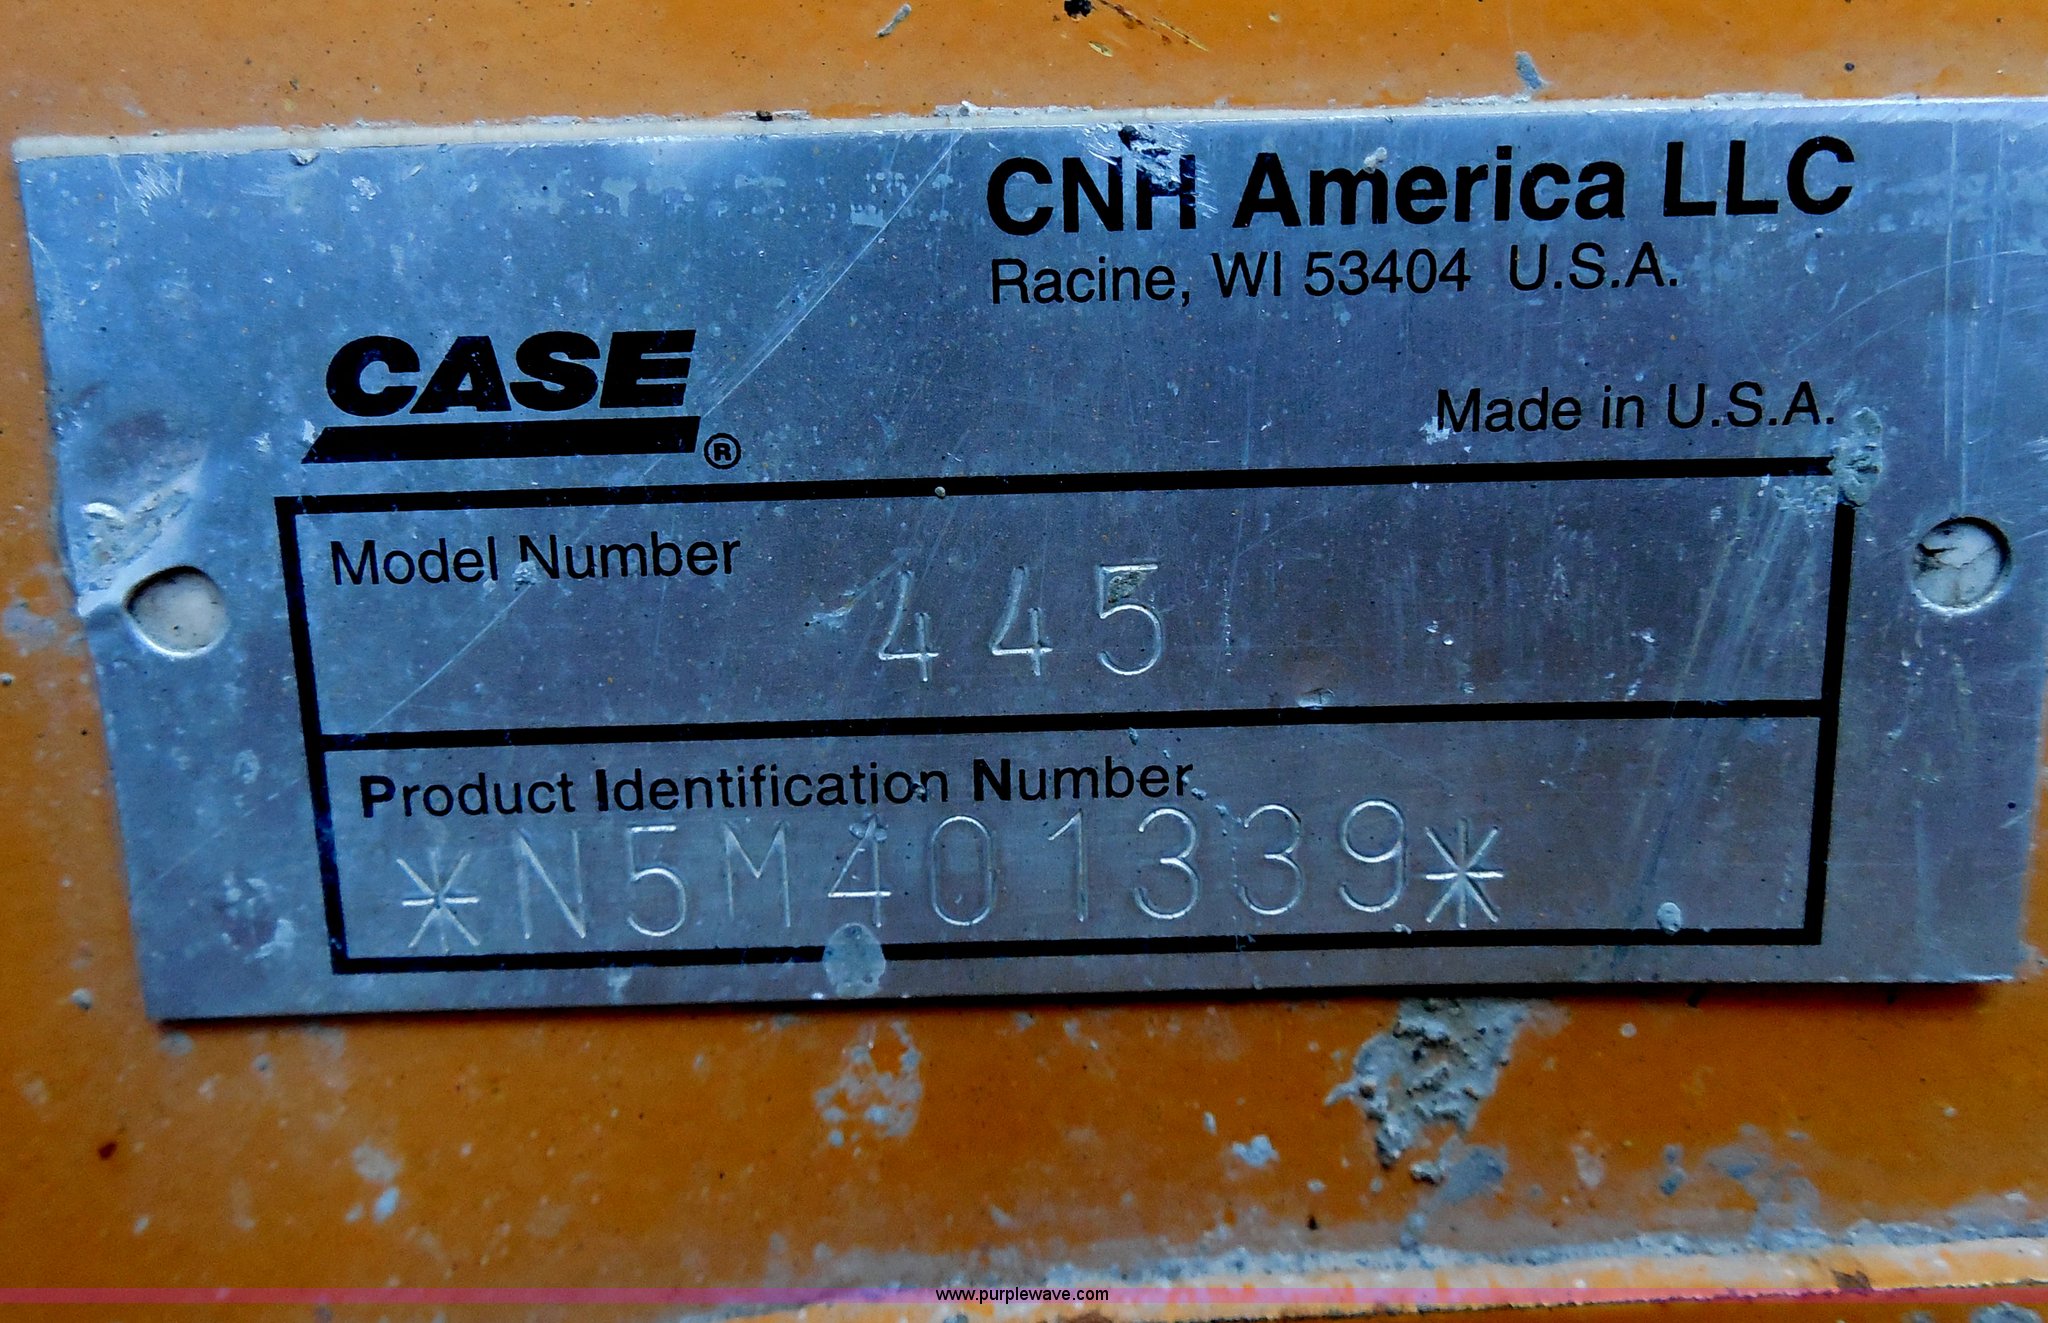 CNH America LLC
Racine, WI 53404 U.S.A.
CASE®
Made in U.S.A.
Model Number
445
Product Identification Number
*N5M401339*
www.purplewave.com